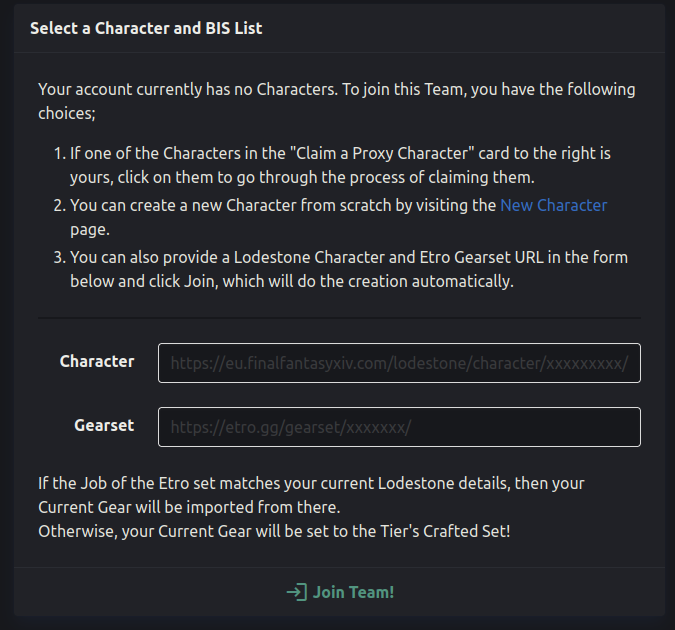 Select a Character and BIS List
Your account currently has no Characters. To join this Team, you have the following
choices;
1. If one of the Characters in the "Claim a Proxy Character" card to the right is
yours, click on them to go through the process of claiming them.
2. You can create a new Character from scratch by visiting the New Character
page.
3. You can also provide a Lodestone Character and Etro Gearset URL in the form
below and click Join, which will do the creation automatically.
Character
https://eu.finalfantasyxiv.com/lodestone/character/xxxxxxxxx/
Gearset
https://etro.gg/gearset/xxxxxxx/
If the Job of the Etro set matches your current Lodestone details, then your
Current Gear will be imported from there.
Otherwise, your Current Gear will be set to the Tier's Crafted Set!
Join Team!